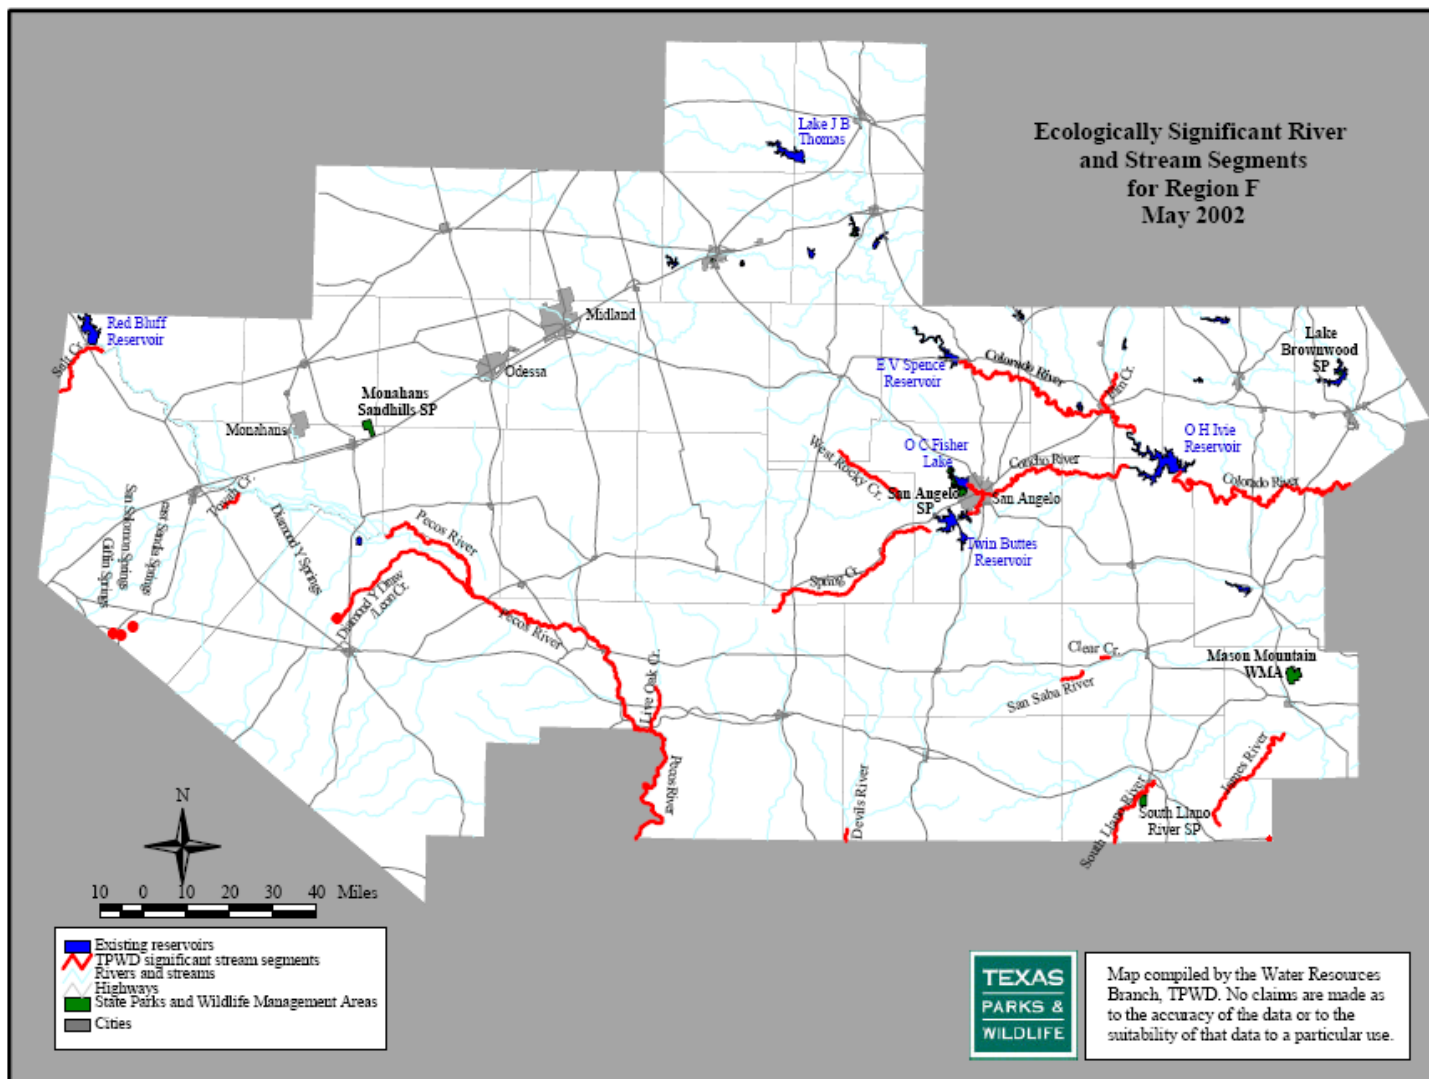 Ecologically Significant River
and Stream Segments
for Region F
May 2002
Lake J B
Thomas
Red Bluff
Reservoir
Salt Cr.
Midland
Odessa
Monahans
Sandhills SP
Monahans
E V Spence
Reservoir
Colorado River
Elm Cr.
Lake
Brownwood
SP
O H Ivie
Reservoir
O C Fisher
Lake
West Rocky Cr.
Concho River
Colorado River
San Angelo
SP
San Angelo
Twin Buttes
Reservoir
Spring Cr.
Toyah Cr.
East Sandia Springs
San Solomon Springs
Giffin Springs
Diamond Y Springs
Pecos River
Diamond Y Draw
/Leon Cr.
Pecos River
Live Oak Cr.
Pecos River
Clear Cr.
San Saba River
Mason Mountain
WMA
Devils River
South Llano River
South Llano
River SP
James River
N
10 0 10 20 30 40 Miles
Existing reservoirs
TPWD significant stream segments
Rivers and streams
Highways
State Parks and Wildlife Management Areas
Cities
TEXAS
PARKS &
WILDLIFE
Map compiled by the Water Resources
Branch, TPWD. No claims are made as
to the accuracy of the data or to the
suitability of that data to a particular use.